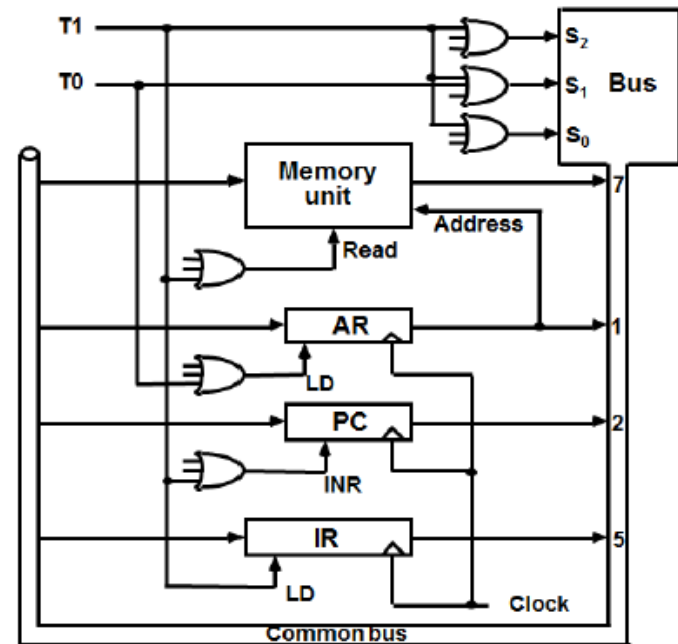 T1
S2
T0
S1
Bus
S0
Memory
unit
7
Address
Read
AR
1
LD
PC
2
INR
IR
5
LD
Clock
Common bus